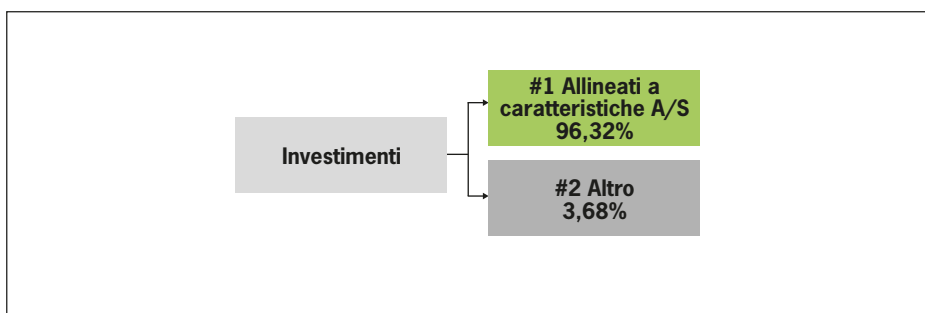 Investimenti
#1 Allineati a
caratteristiche A/S
96,32%
#2 Altro
3,68%